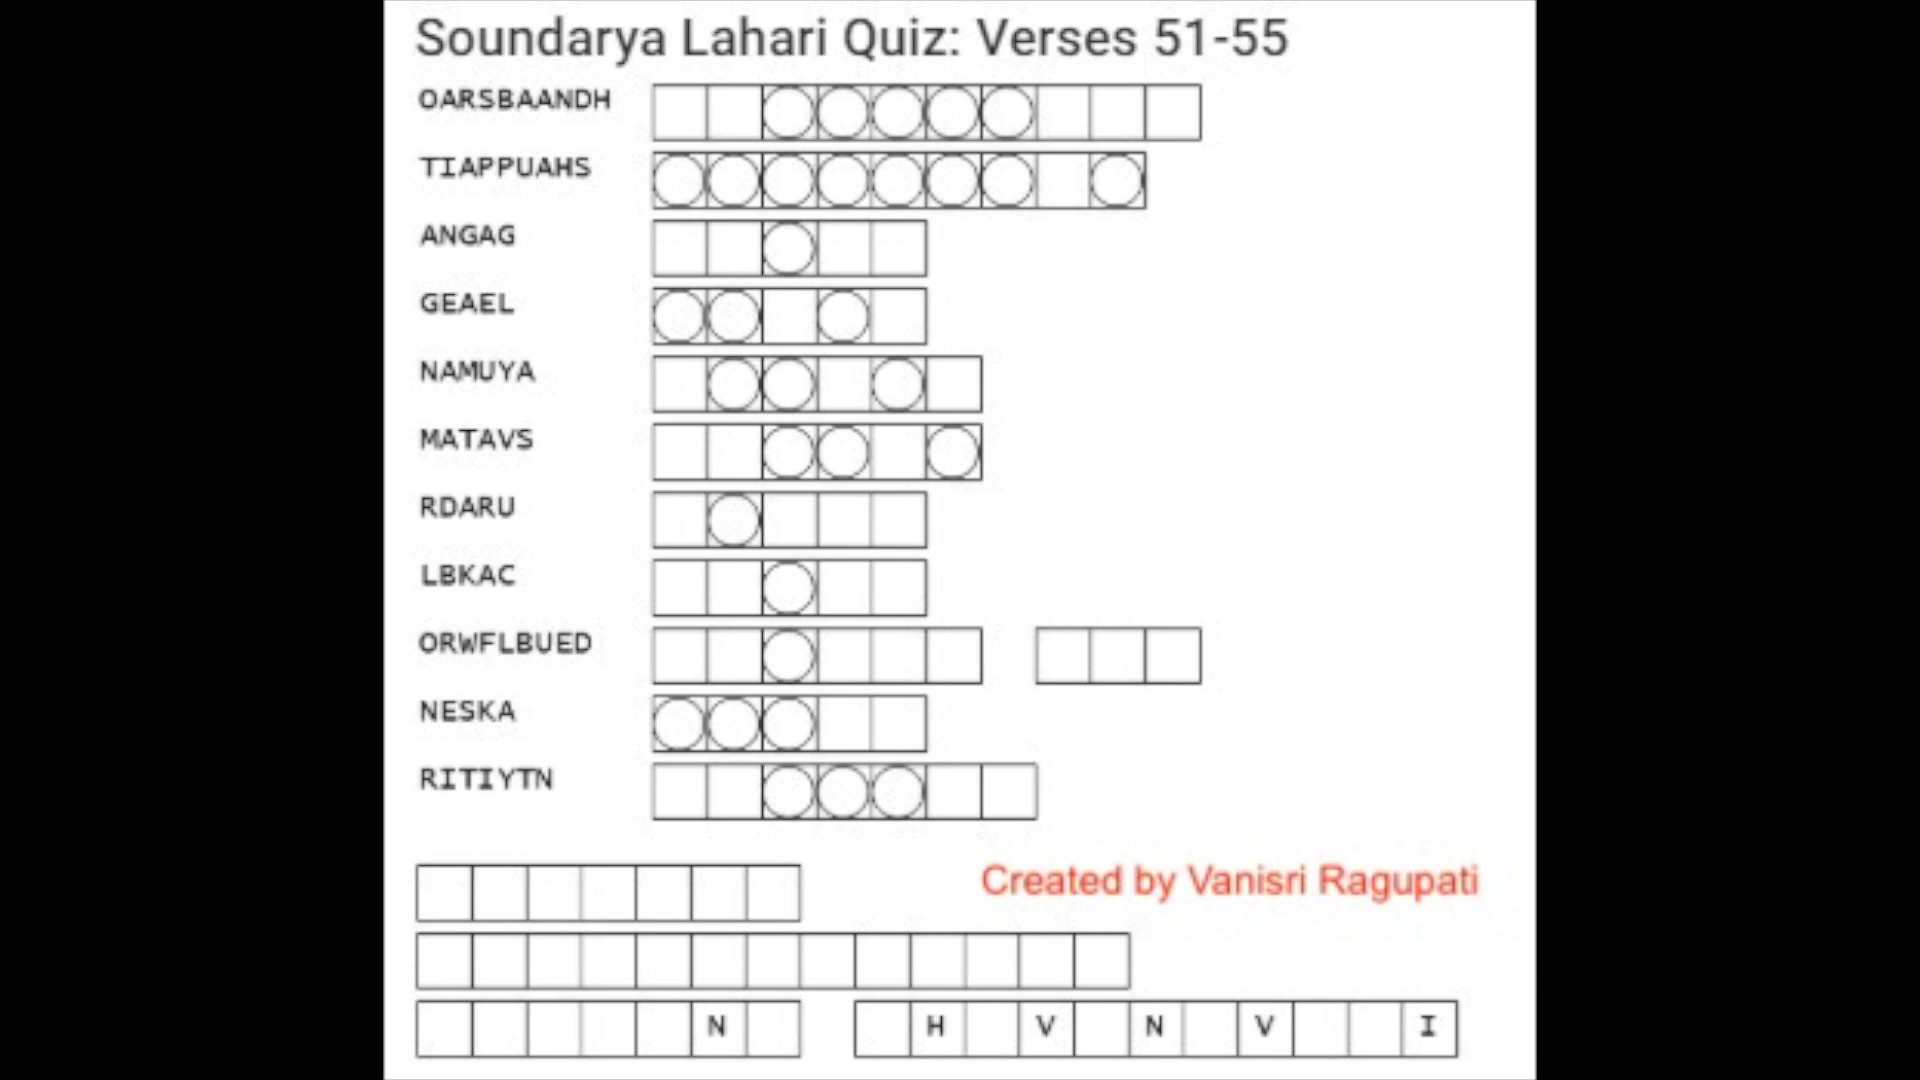 Soundarya Lahari Quiz: Verses 51-55
OARSBAANDH
TIAPPUAHS
ANGAG
GEAEL
NAMUYA
MATAVS
RDARU
LBKAC
ORWFLBUED
NESKA
RITIYTN
Created by Vanisri Ragupati
N H V N V I